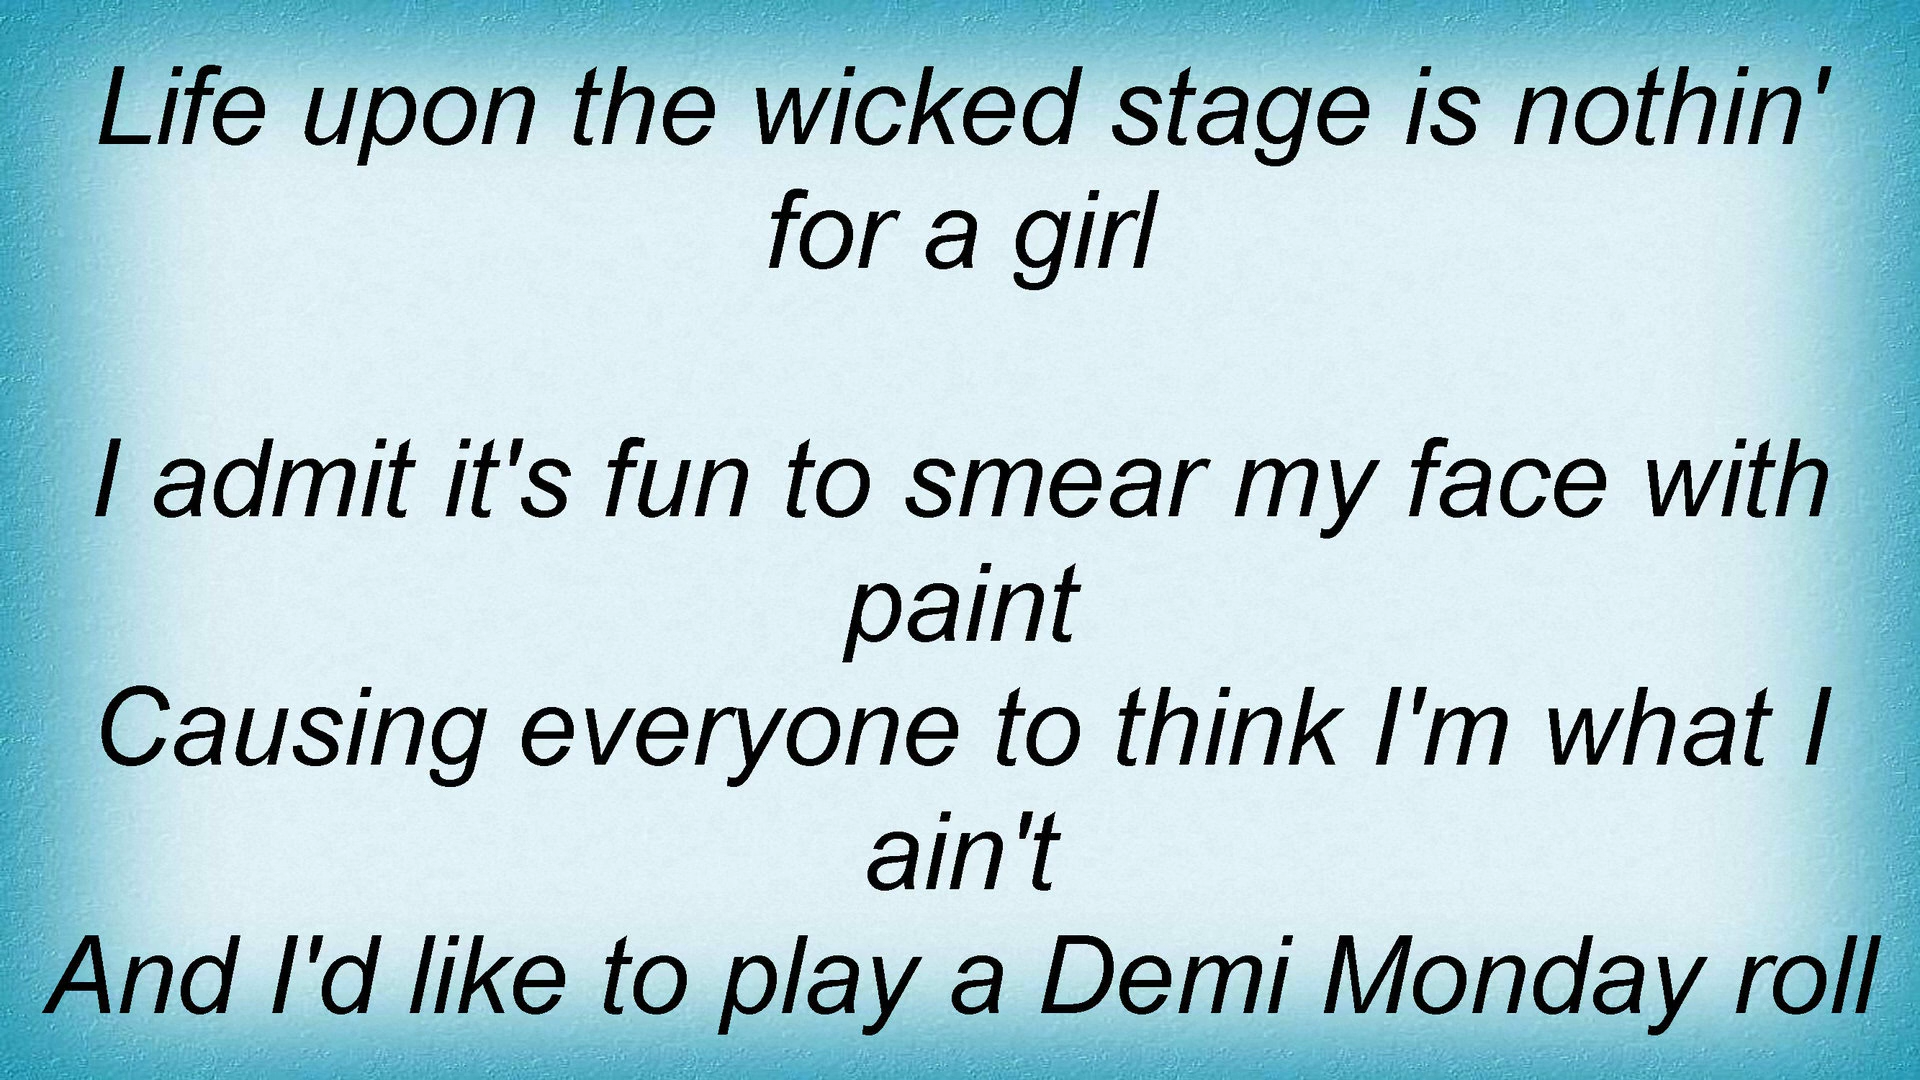 Life upon the wicked stage is nothin'
for a girl
I admit it's fun to smear my face with
paint
Causing everyone to think I'm what I
ain't
And I'd like to play a Demi Monday roll